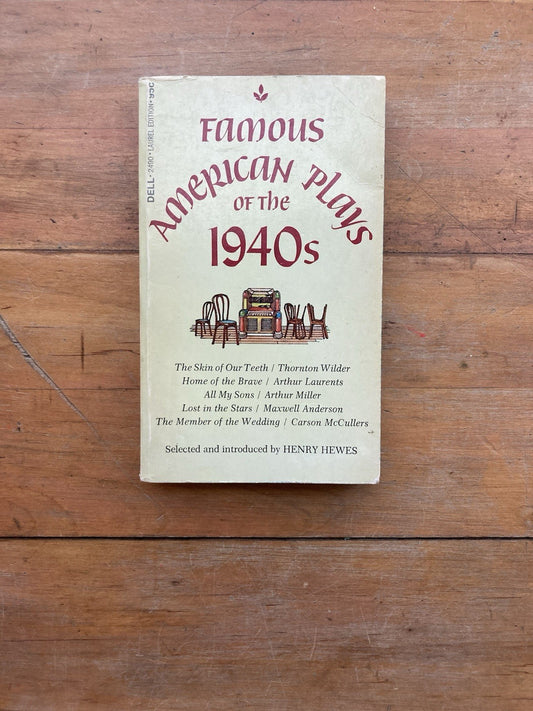 DELL • 2490 • LAUREL EDITION • 95C
FAMOUS
AMERICAN PLAYS
OF THE
1940s
The Skin of Our Teeth / Thornton Wilder
Home of the Brave / Arthur Laurents
All My Sons / Arthur Miller
Lost in the Stars / Maxwell Anderson
The Member of the Wedding / Carson McCullers
Selected and introduced by HENRY HEWES